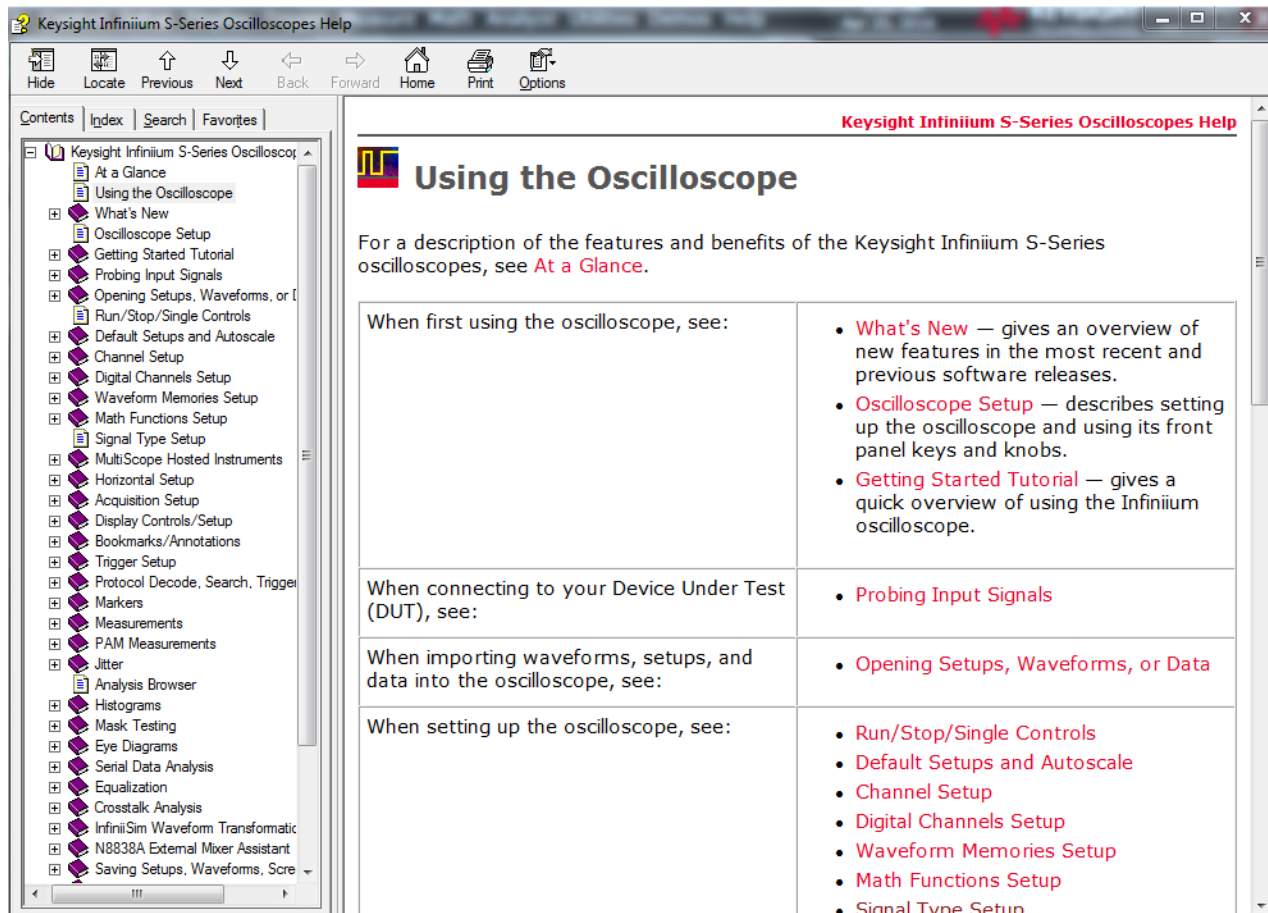 Keysight Infiniium S-Series Oscilloscopes Help
Hide Locate Previous Next Back Forward Home Print Options
Contents Index Search Favorites
Keysight Infiniium S-Series Oscilloscop
At a Glance
Using the Oscilloscope
What's New
Oscilloscope Setup
Getting Started Tutorial
Probing Input Signals
Opening Setups, Waveforms, or D
Run/Stop/Single Controls
Default Setups and Autoscale
Channel Setup
Digital Channels Setup
Waveform Memories Setup
Math Functions Setup
Signal Type Setup
MultiScope Hosted Instruments
Horizontal Setup
Acquisition Setup
Display Controls/Setup
Bookmarks/Annotations
Trigger Setup
Protocol Decode, Search, Trigger
Markers
Measurements
PAM Measurements
Jitter
Analysis Browser
Histograms
Mask Testing
Eye Diagrams
Serial Data Analysis
Equalization
Crosstalk Analysis
InfiniiSim Waveform Transformatic
N8838A External Mixer Assistant
Saving Setups, Waveforms, Scre
Keysight Infiniium S-Series Oscilloscopes Help
Using the Oscilloscope
For a description of the features and benefits of the Keysight Infiniium S-Series
oscilloscopes, see At a Glance.
When first using the oscilloscope, see:
• What's New — gives an overview of
new features in the most recent and
previous software releases.
• Oscilloscope Setup — describes setting
up the oscilloscope and using its front
panel keys and knobs.
• Getting Started Tutorial — gives a
quick overview of using the Infiniium
oscilloscope.
When connecting to your Device Under Test
(DUT), see:
• Probing Input Signals
When importing waveforms, setups, and
data into the oscilloscope, see:
• Opening Setups, Waveforms, or Data
When setting up the oscilloscope, see:
• Run/Stop/Single Controls
• Default Setups and Autoscale
• Channel Setup
• Digital Channels Setup
• Waveform Memories Setup
• Math Functions Setup
• Signal Type Setup